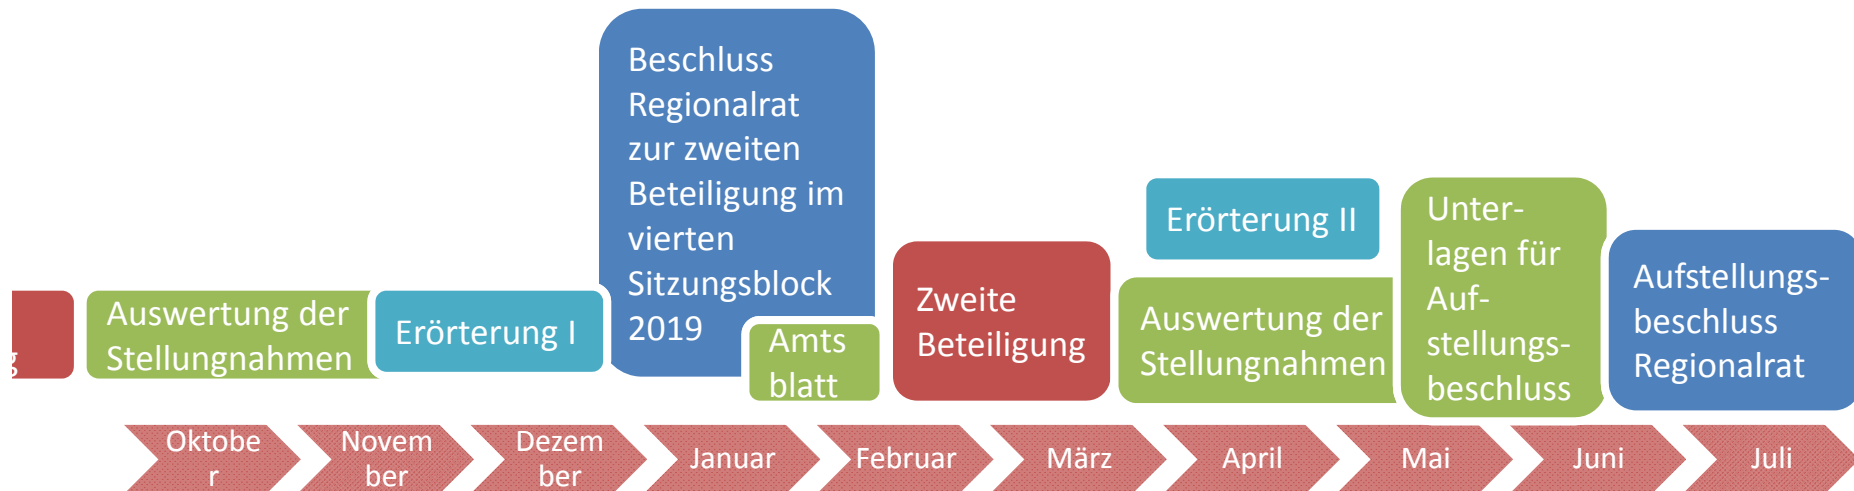 g
Auswertung der
Stellungnahmen
Erörterung I
Beschluss
Regionalrat
zur zweiten
Beteiligung im
vierten
Sitzungsblock
2019
Amts
blatt
Zweite
Beteiligung
Erörterung II
Auswertung der
Stellungnahmen
Unter-
lagen für
Auf-
stellungs-
beschluss
Aufstellungs-
beschluss
Regionalrat
Oktobe
r
Novem
ber
Dezem
ber
Januar
Februar
März
April
Mai
Juni
Juli